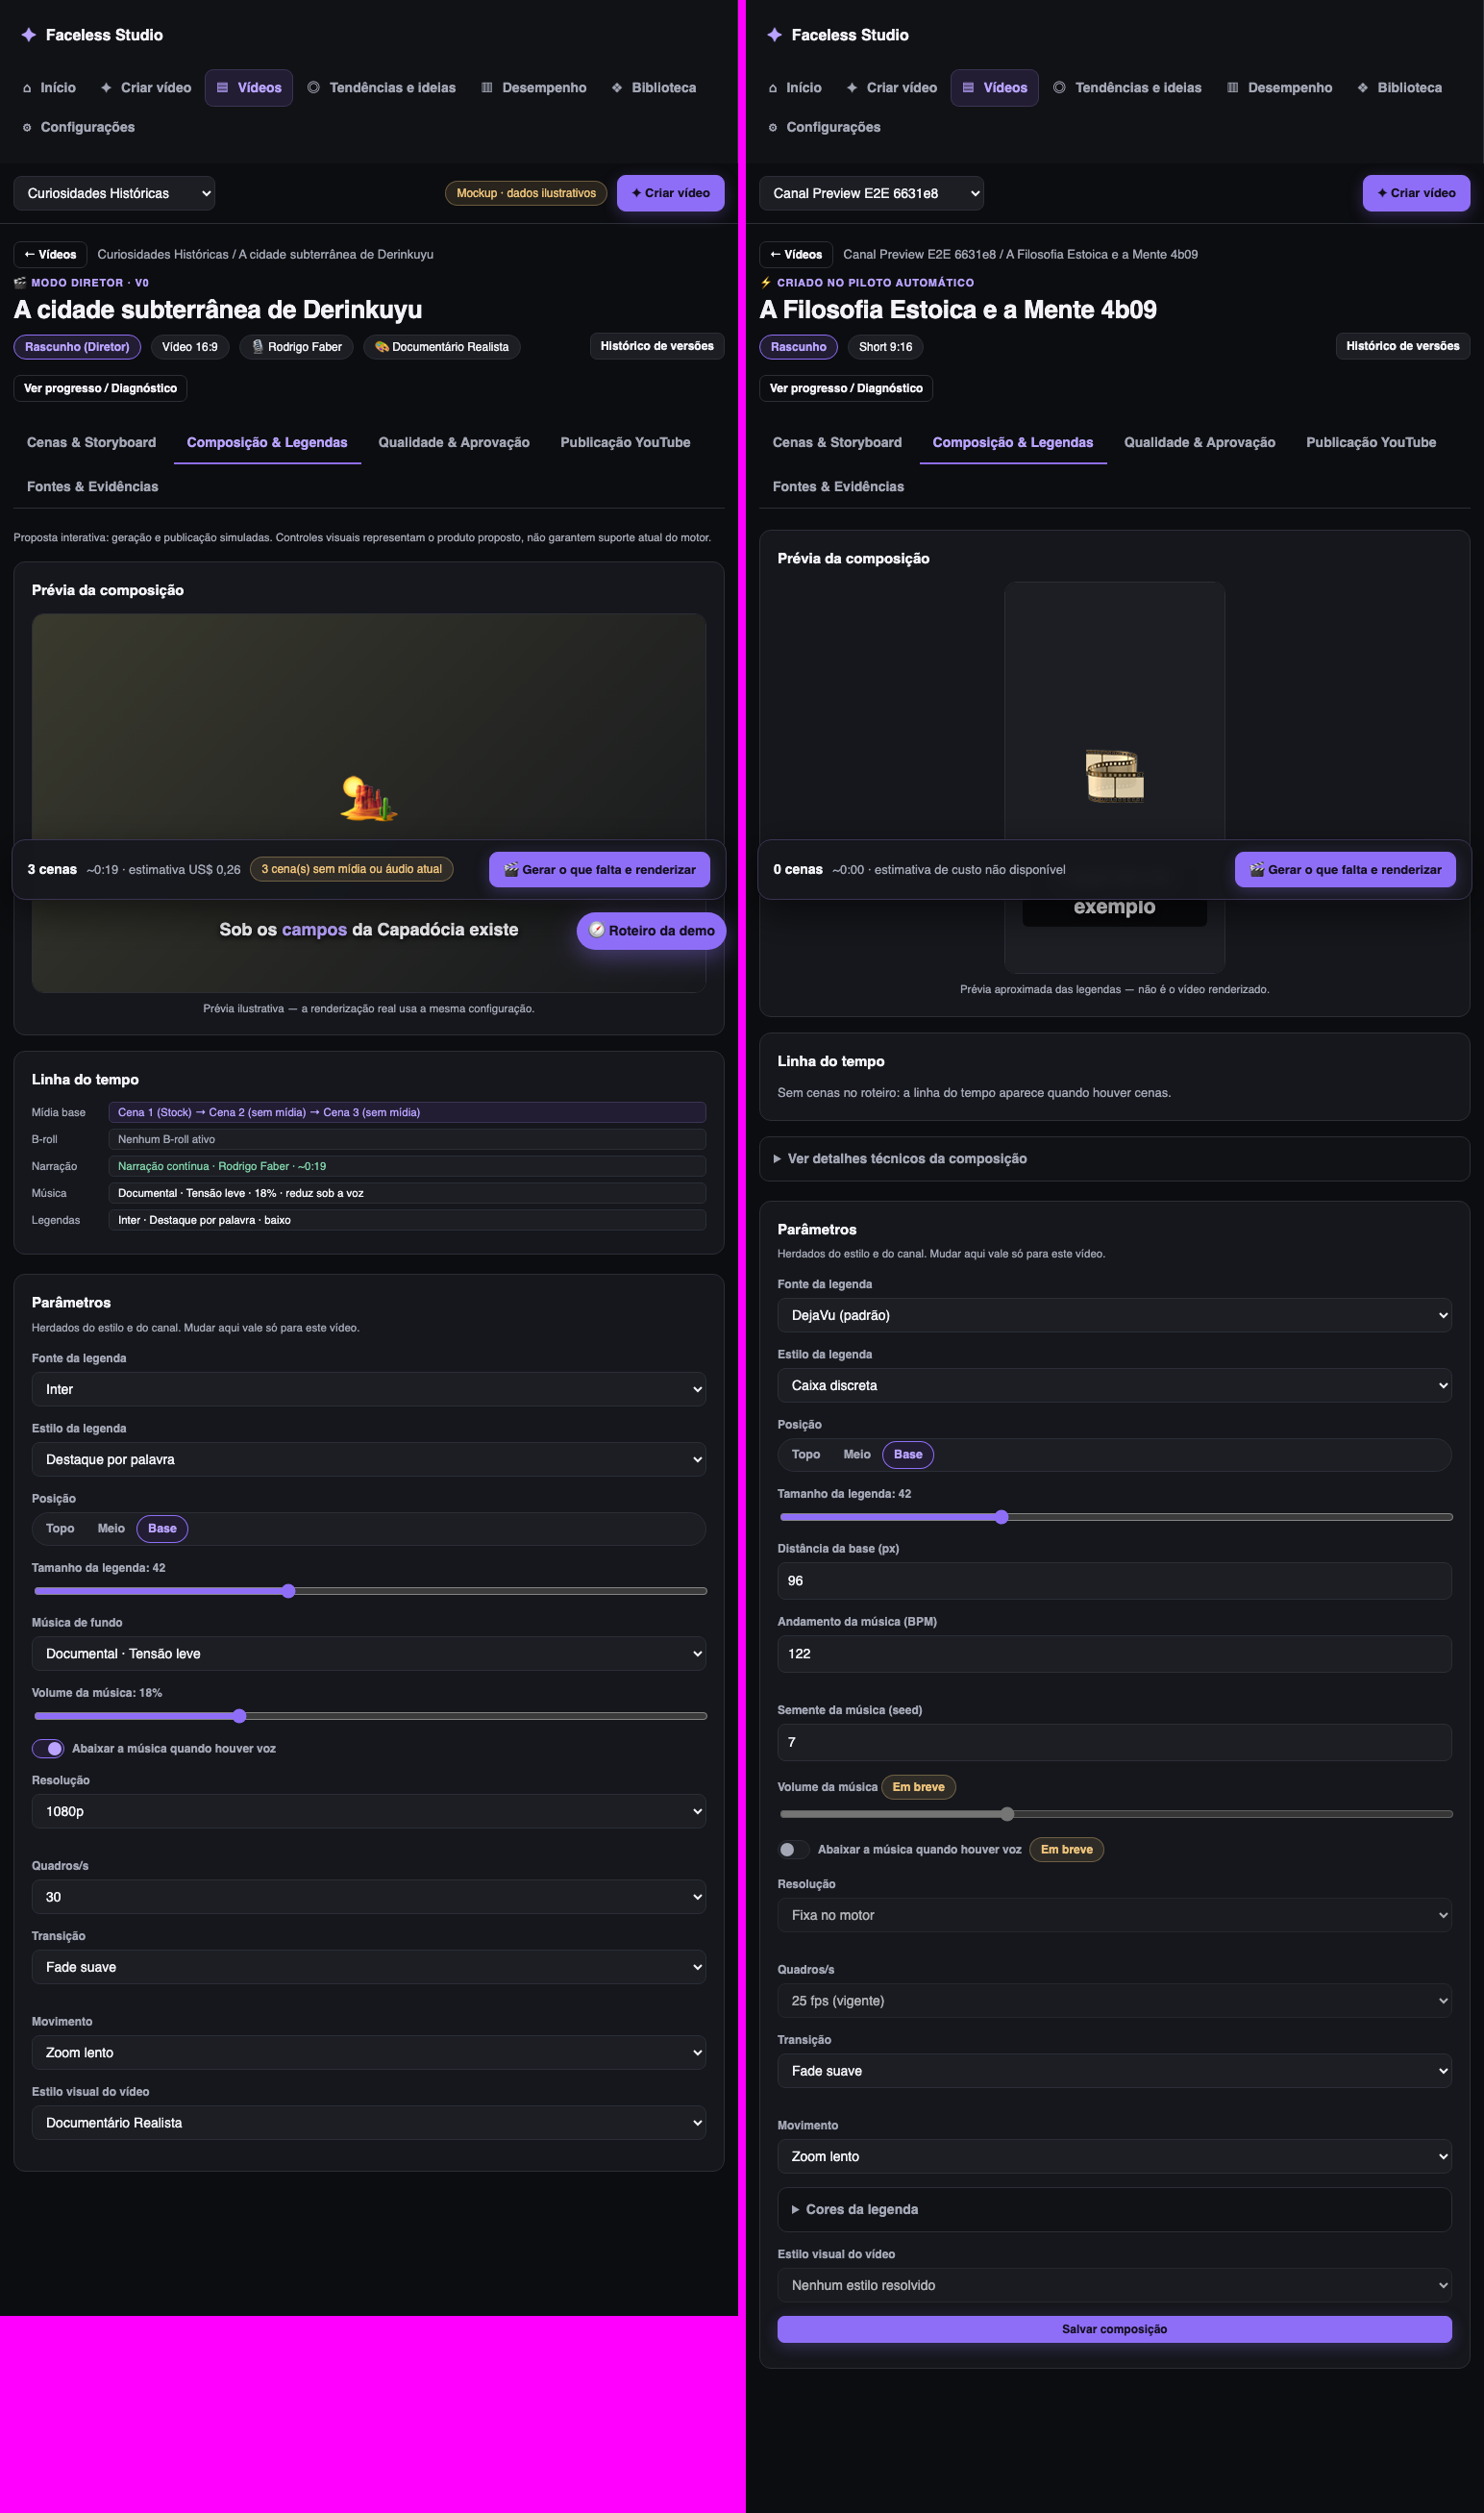 Faceless Studio
Início
Criar vídeo
Vídeos
Tendências e ideias
Desempenho
Biblioteca
Configurações
Curiosidades Históricas
Mockup · dados ilustrativos
✦ Criar vídeo
← Vídeos
Curiosidades Históricas / A cidade subterrânea de Derinkuyu
🎬 MODO DIRETOR · V0
A cidade subterrânea de Derinkuyu
Rascunho (Diretor)
Vídeo 16:9
🎙️ Rodrigo Faber
🎨 Documentário Realista
Histórico de versões
Ver progresso / Diagnóstico
Cenas & Storyboard
Composição & Legendas
Qualidade & Aprovação
Publicação YouTube
Fontes & Evidências
Proposta interativa: geração e publicação simuladas. Controles visuais representam o produto proposto, não garantem suporte atual do motor.
Prévia da composição
3 cenas ~0:19 · estimativa US$ 0,26
3 cena(s) sem mídia ou áudio atual
🎬 Gerar o que falta e renderizar
Sob os campos da Capadócia existe
🧭 Roteiro da demo
Prévia ilustrativa — a renderização real usa a mesma configuração.
Linha do tempo
Mídia base
Cena 1 (Stock) → Cena 2 (sem mídia) → Cena 3 (sem mídia)
B-roll
Nenhum B-roll ativo
Narração
Narração contínua · Rodrigo Faber · ~0:19
Música
Documental · Tensão leve · 18% · reduz sob a voz
Legendas
Inter · Destaque por palavra · baixo
Parâmetros
Herdados do estilo e do canal. Mudar aqui vale só para este vídeo.
Fonte da legenda
Inter
Estilo da legenda
Destaque por palavra
Posição
Topo Meio Base
Tamanho da legenda: 42
Música de fundo
Documental · Tensão leve
Volume da música: 18%
Abaixar a música quando houver voz
Resolução
1080p
Quadros/s
30
Transição
Fade suave
Movimento
Zoom lento
Estilo visual do vídeo
Documentário Realista
Faceless Studio
Início
Criar vídeo
Vídeos
Tendências e ideias
Desempenho
Biblioteca
Configurações
Canal Preview E2E 6631e8
✦ Criar vídeo
← Vídeos
Canal Preview E2E 6631e8 / A Filosofia Estoica e a Mente 4b09
⚡ CRIADO NO PILOTO AUTOMÁTICO
A Filosofia Estoica e a Mente 4b09
Rascunho
Short 9:16
Histórico de versões
Ver progresso / Diagnóstico
Cenas & Storyboard
Composição & Legendas
Qualidade & Aprovação
Publicação YouTube
Fontes & Evidências
Prévia da composição
0 cenas ~0:00 · estimativa de custo não disponível
🎬 Gerar o que falta e renderizar
exemplo
Prévia aproximada das legendas — não é o vídeo renderizado.
Linha do tempo
Sem cenas no roteiro: a linha do tempo aparece quando houver cenas.
▶ Ver detalhes técnicos da composição
Parâmetros
Herdados do estilo e do canal. Mudar aqui vale só para este vídeo.
Fonte da legenda
DejaVu (padrão)
Estilo da legenda
Caixa discreta
Posição
Topo Meio Base
Tamanho da legenda: 42
Distância da base (px)
96
Andamento da música (BPM)
122
Semente da música (seed)
7
Volume da música Em breve
Abaixar a música quando houver voz Em breve
Resolução
Fixa no motor
Quadros/s
25 fps (vigente)
Transição
Fade suave
Movimento
Zoom lento
▶ Cores da legenda
Estilo visual do vídeo
Nenhum estilo resolvido
Salvar composição